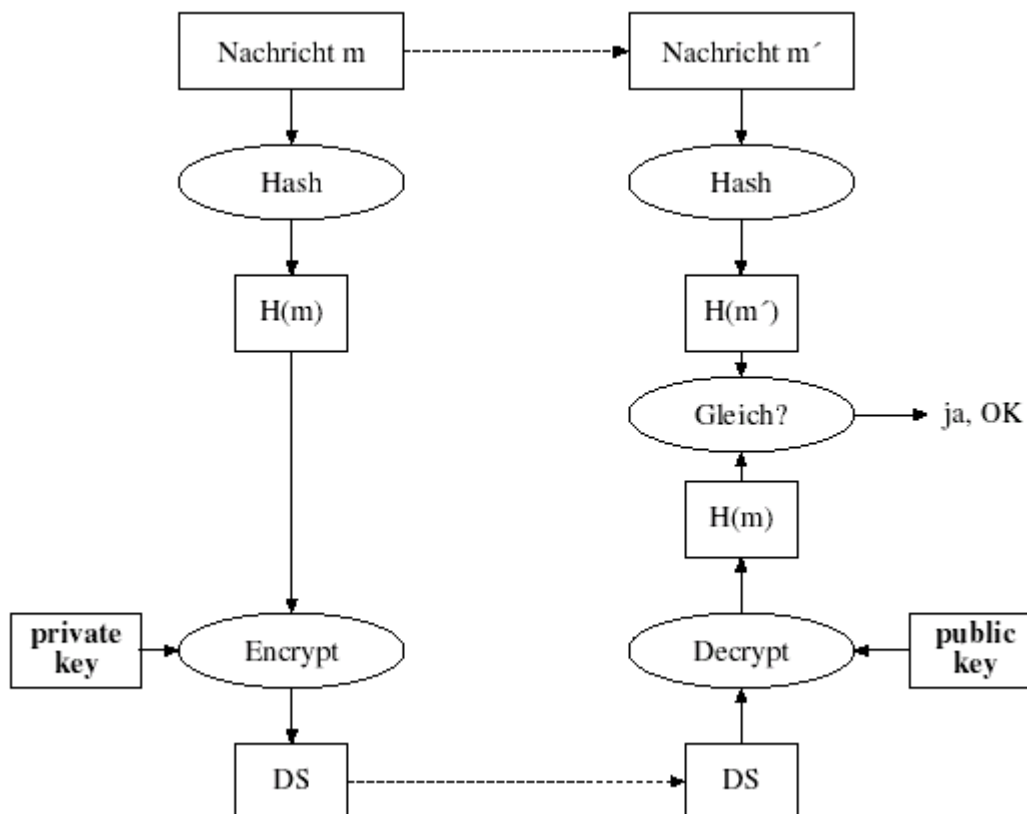 Nachricht m
Nachricht m´
Hash
Hash
H(m)
H(m´)
Gleich?
ja, OK
H(m)
private
key
Encrypt
Decrypt
public
key
DS
DS